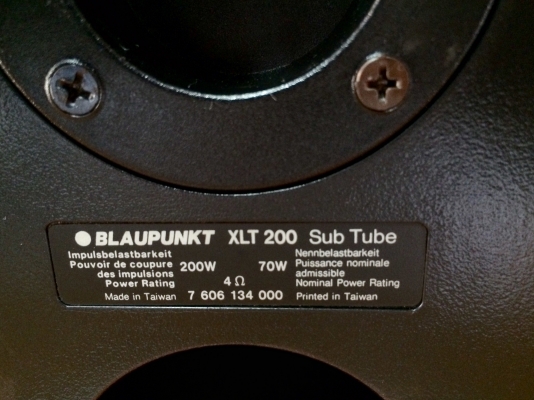 BLAUPUNKT XLT 200 Sub Tube
Impulsbelastbarkeit Nennbelastbarkeit
Pouvoir de coupure 200W 70W Puissance nominale
des impulsions admissible
Power Rating 4 Ω Nominal Power Rating
Made in Taiwan 7 606 134 000 Printed in Taiwan